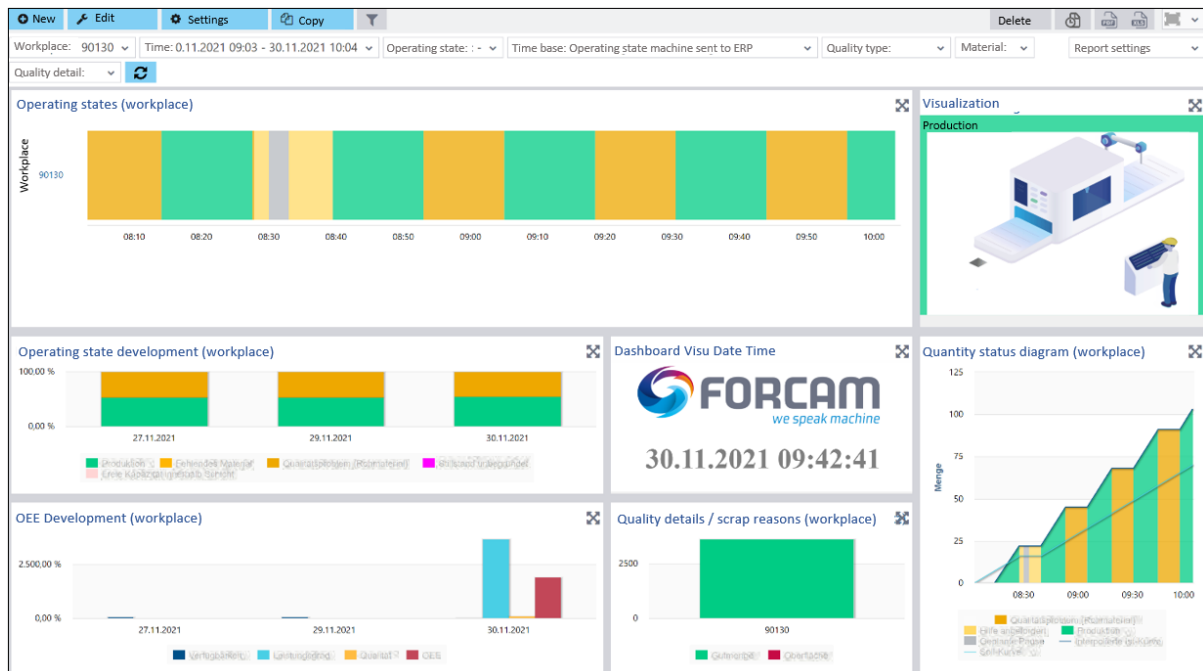 New Edit Settings Copy Delete
Workplace: 90130 Time: 0.11.2021 09:03 - 30.11.2021 10:04 Operating state: : - Time base: Operating state machine sent to ERP Quality type: Material: Report settings
Quality detail:
Operating states (workplace)
Workplace
90130
08:10 08:20 08:30 08:40 08:50 09:00 09:10 09:20 09:30 09:40 09:50 10:00
Visualization
Production
Operating state development (workplace)
100,00 %
0,00 %
27.11.2021 29.11.2021 30.11.2021
Produktion
Dashboard Visu Date Time
FORCAM
we speak machine
30.11.2021 09:42:41
Quantity status diagram (workplace)
125
100
75
50
25
0
Menge
08:30 09:00 09:30 10:00
Produktion
OEE Development (workplace)
2.500,00 %
0,00 %
27.11.2021 29.11.2021 30.11.2021
OEE
Quality details / scrap reasons (workplace)
2500
0
90130